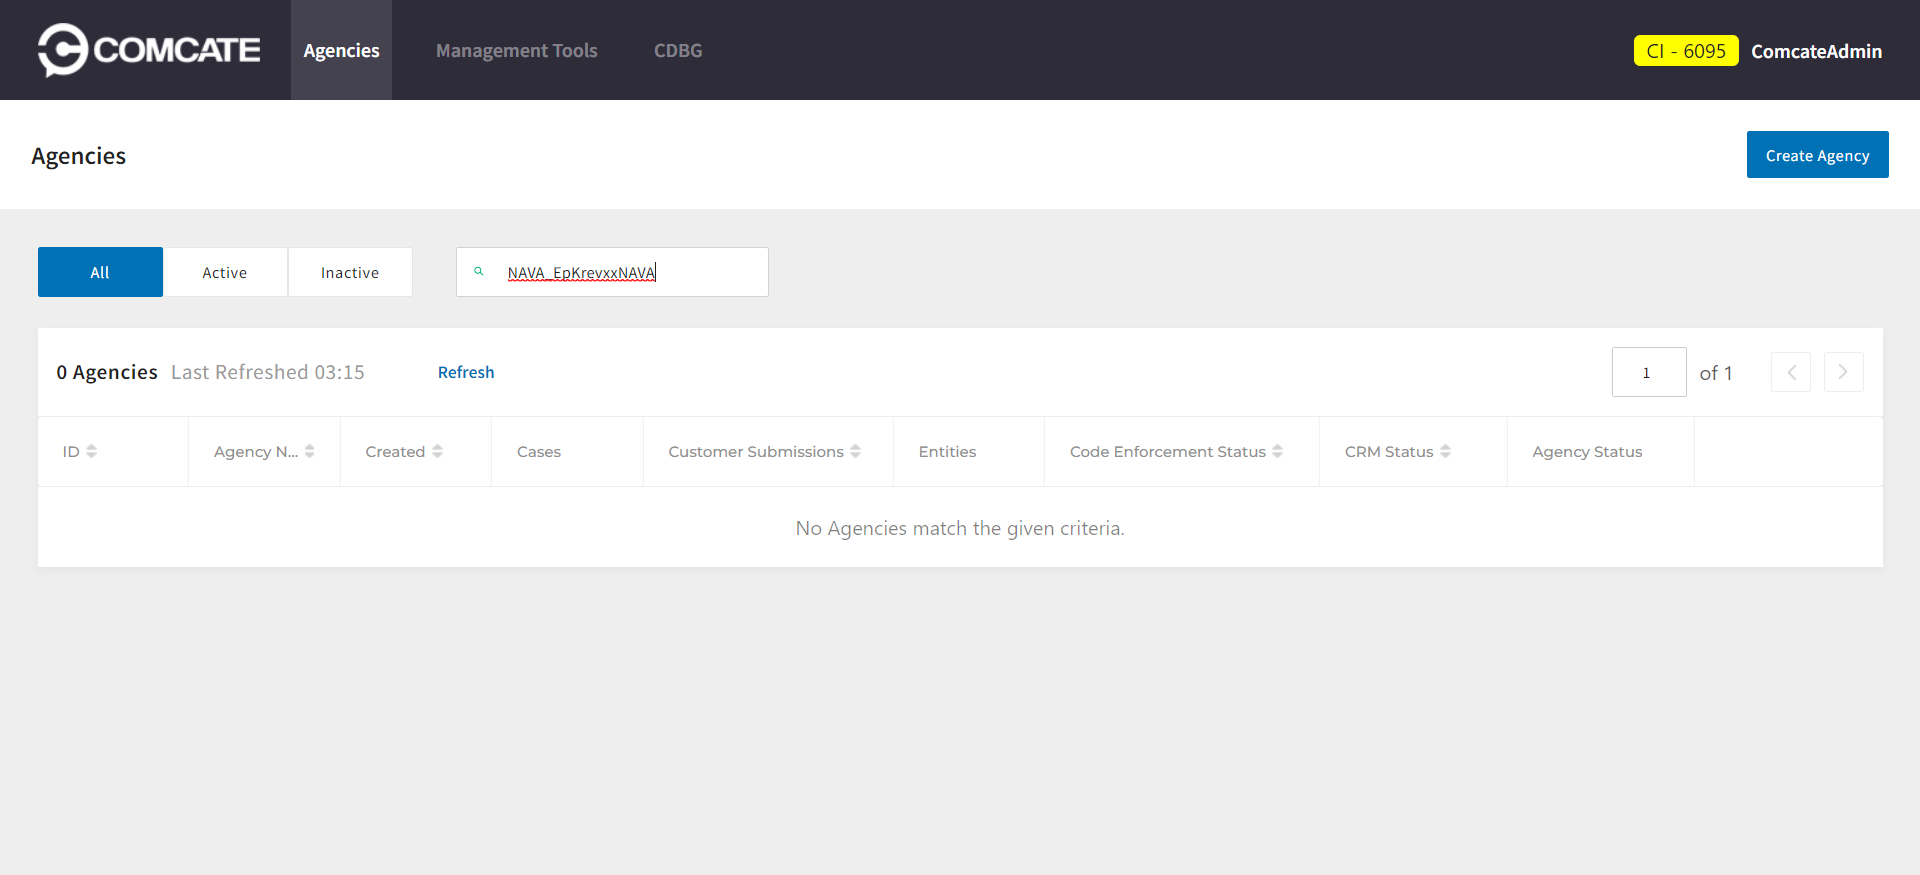 COMCATE
Agencies
Management Tools
CDBG
CI - 6095
ComcateAdmin
Agencies
Create Agency
All
Active
Inactive
NAVA_EpKrevxxNAVA
0 Agencies
Last Refreshed 03:15
Refresh
1
of 1
ID
Agency N...
Created
Cases
Customer Submissions
Entities
Code Enforcement Status
CRM Status
Agency Status
No Agencies match the given criteria.